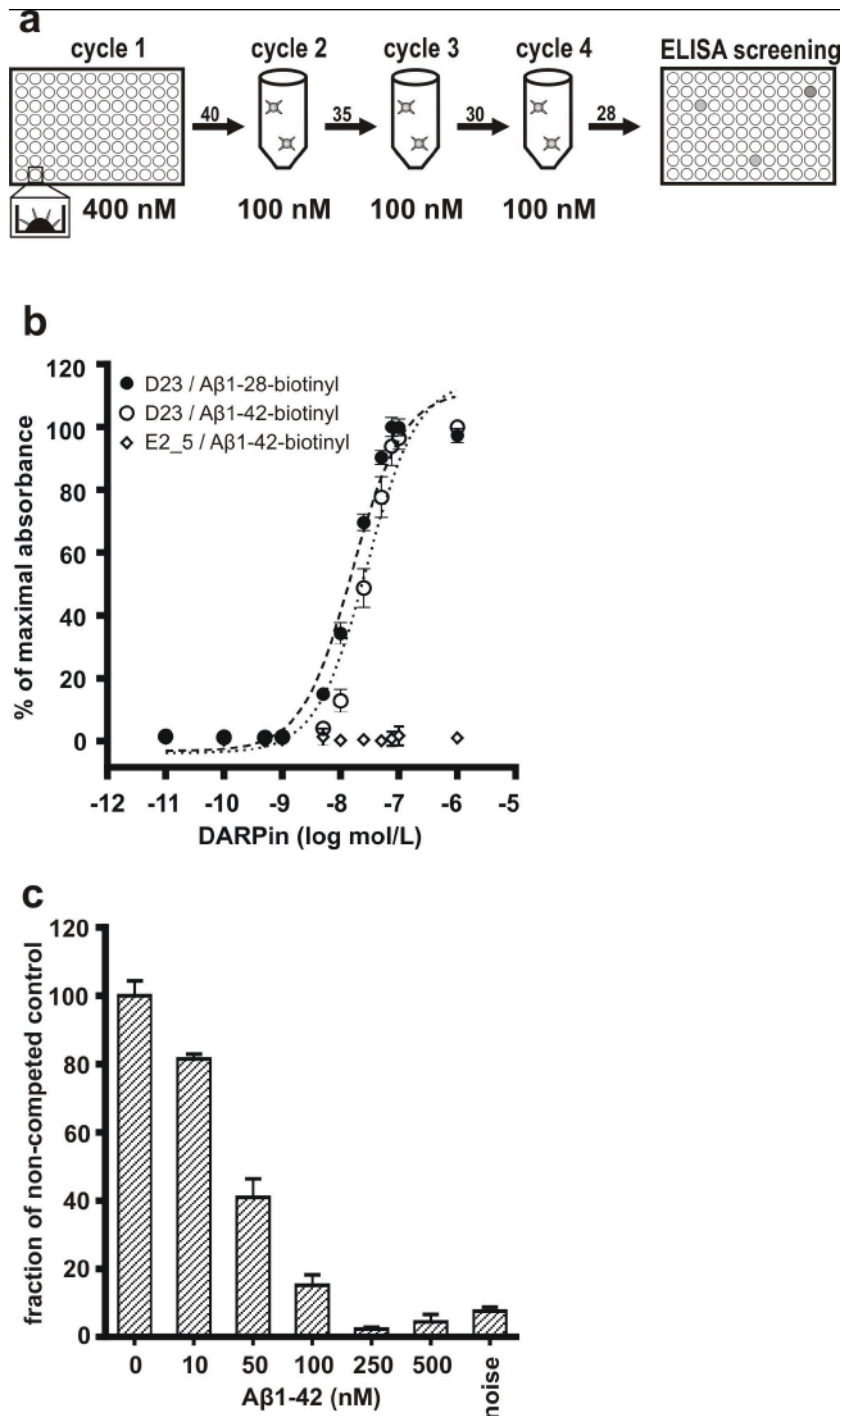 a
cycle 1 cycle 2 cycle 3 cycle 4 ELISA screening
40 35 30 28
400 nM 100 nM 100 nM 100 nM
b
D23 / Aβ1-28-biotinyl
D23 / Aβ1-42-biotinyl
E2_5 / Aβ1-42-biotinyl
% of maximal absorbance
120
100
80
60
40
20
0
-12 -11 -10 -9 -8 -7 -6 -5
DARPin (log mol/L)
c
fraction of non-competed control
120
100
80
60
40
20
0
0 10 50 100 250 500 noise
Aβ1-42 (nM)